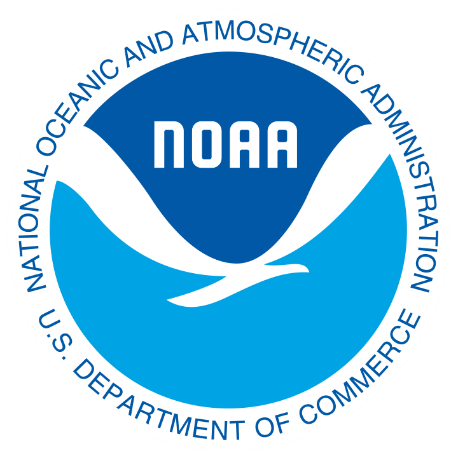 NATIONAL OCEANIC AND ATMOSPHERIC ADMINISTRATION
NOAA
U.S. DEPARTMENT OF COMMERCE